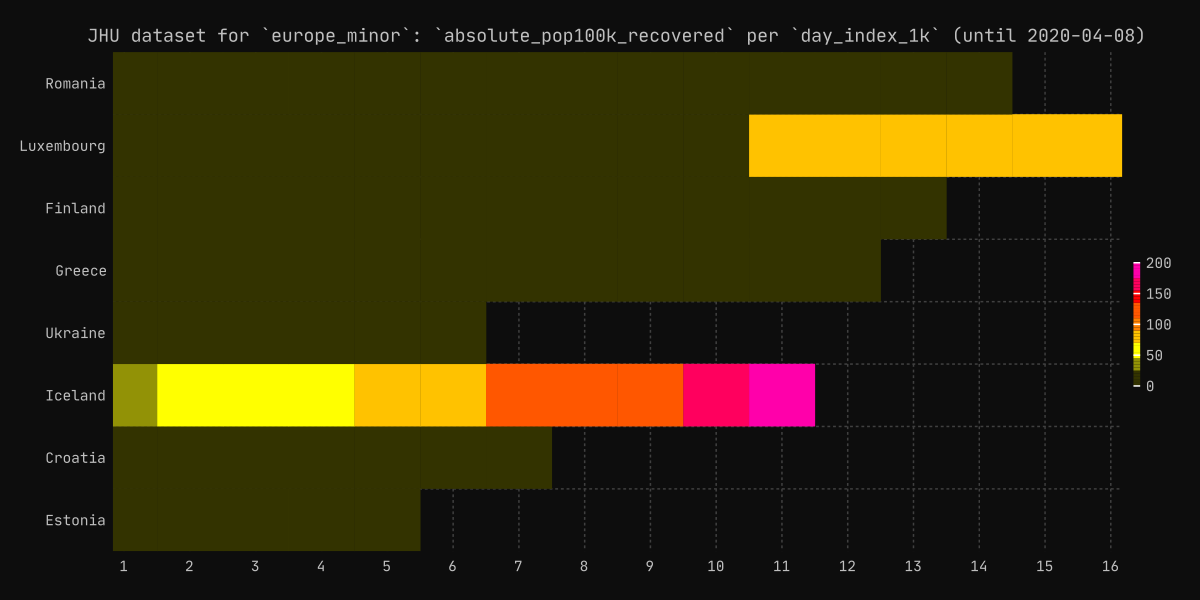 JHU dataset for `europe_minor`: `absolute_pop100k_recovered` per `day_index_1k` (until 2020-04-08)
Romania
Luxembourg
Finland
Greece
Ukraine
Iceland
Croatia
Estonia
200
150
100
50
0
1 2 3 4 5 6 7 8 9 10 11 12 13 14 15 16